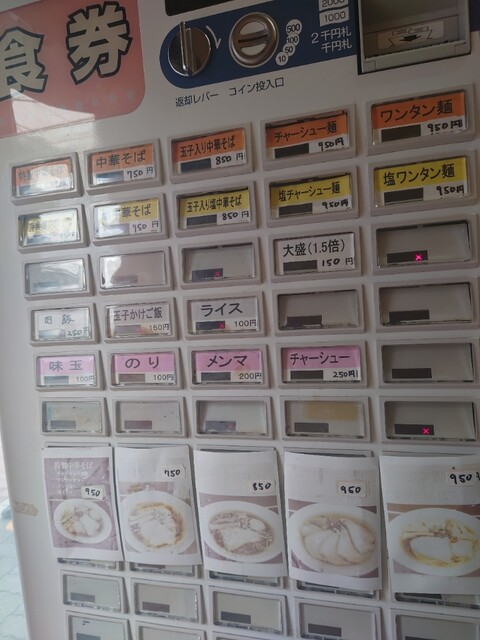 食券
500
100
50
10
2000
1000
2千円札
千円札
返却レバー コイン投入口
中華そば
750円
玉子入り中華そば
850円
チャーシュー麺
950円
ワンタン麺
950円
そば
750円
玉子入り塩中華そば
850円
塩チャーシュー麺
950円
塩ワンタン麺
950円
大盛(1.5倍)
150円
250円
玉子かけご飯
150円
ライス
100円
味玉
100円
のり
100円
メンマ
200円
チャーシュー
250円
950
750
850
950
950